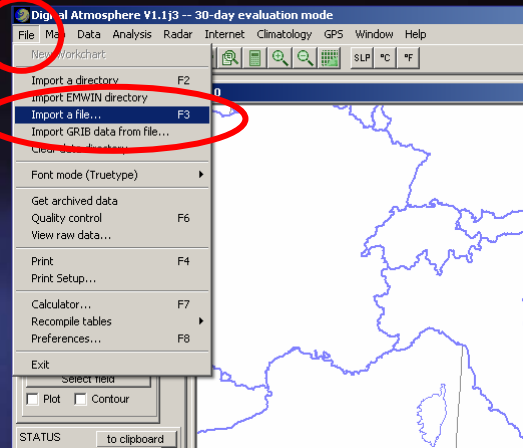 Digital Atmosphere V1.1j3 -- 30-day evaluation mode
File Map Data Analysis Radar Internet Climatology GPS Window Help
New Workchart
SLP °C °F
Import a directory F2
Import EMWIN directory
Import a file... F3
Import GRIB data from file...
Clear data directory
Font mode (Truetype)
Get archived data
Quality control F6
View raw data...
Print F4
Print Setup...
Calculator... F7
Recompile tables
Preferences... F8
Exit
Select field
Plot Contour
STATUS to clipboard